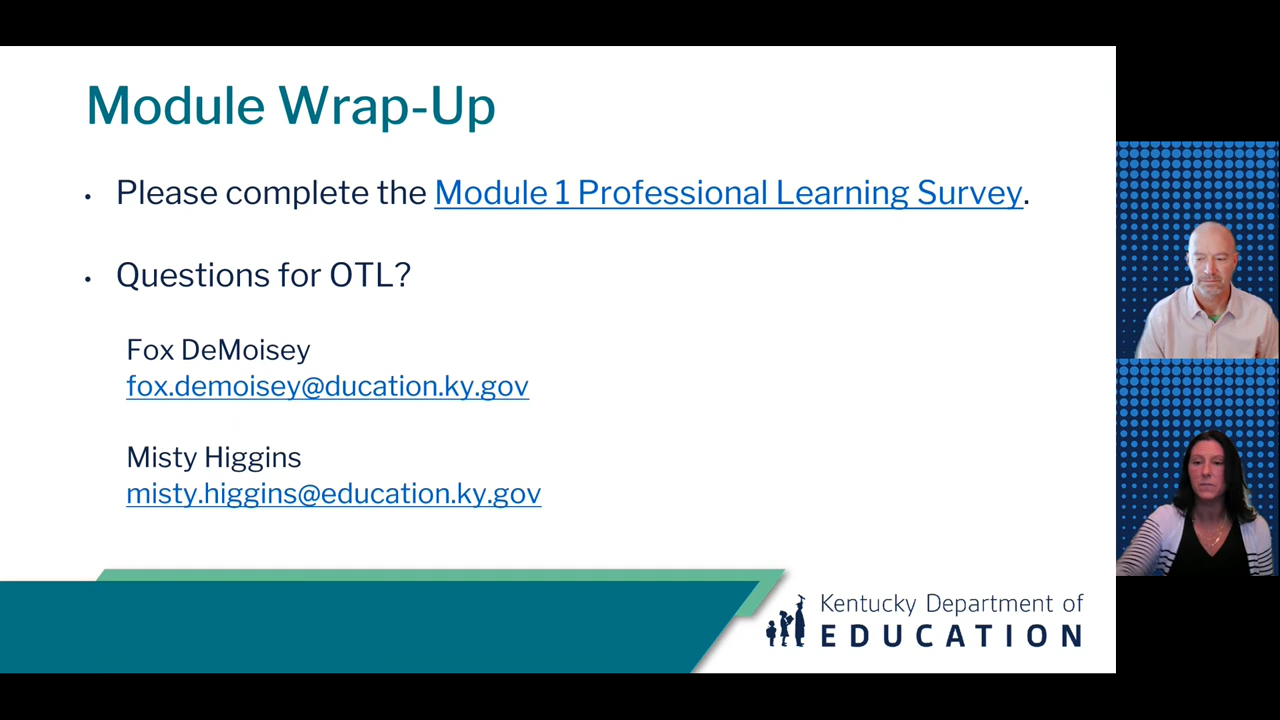 Module Wrap-Up
• Please complete the Module 1 Professional Learning Survey.
• Questions for OTL?
Fox DeMoisey
fox.demoisey@ducation.ky.gov
Misty Higgins
misty.higgins@education.ky.gov
Kentucky Department of
EDUCATION